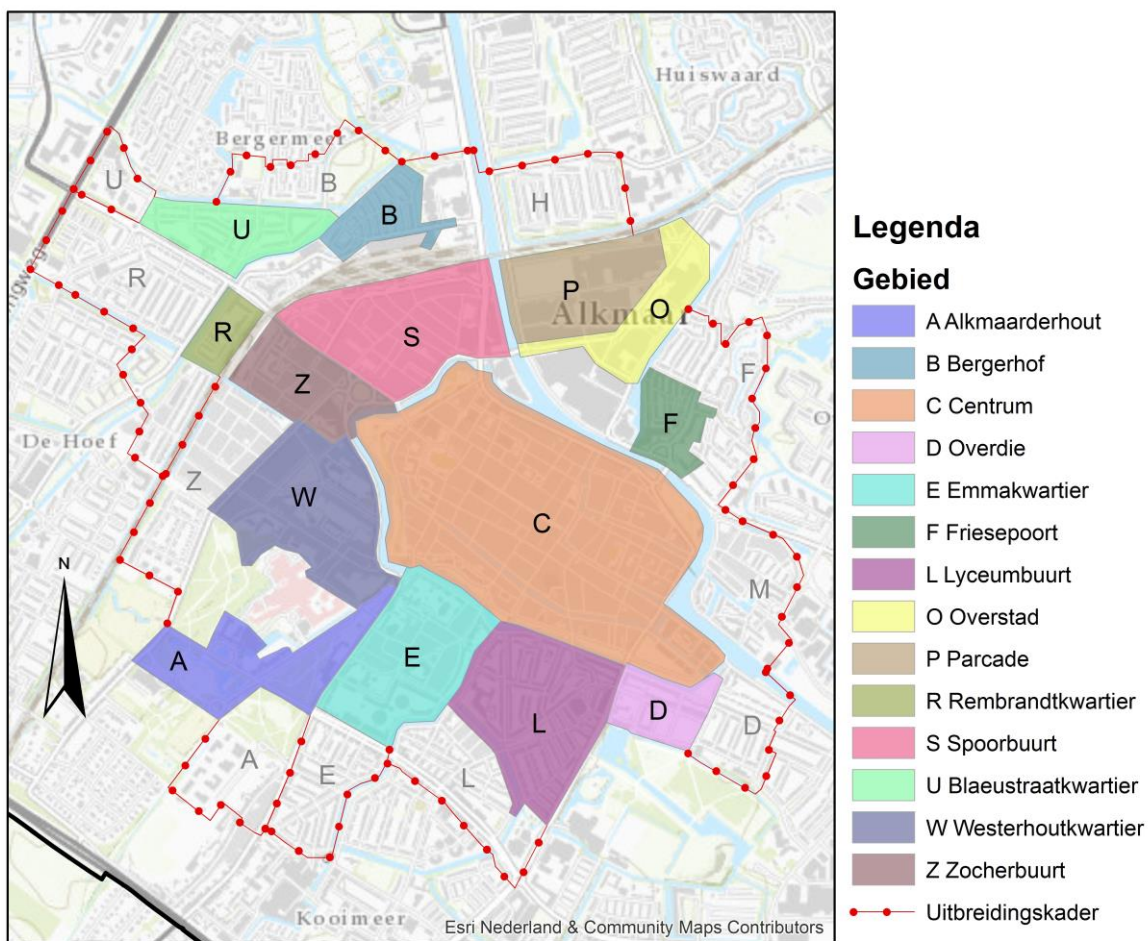 Huiswaard
Bergermeer
U
B
H
B
U
R
P
Alkmaar
O
R
S
F
Z
F
De Hoef
Z
W
C
M
N
A
E
L
D
D
A
E
L
Kooimeer
Esri Nederland & Community Maps Contributors
Legenda
Gebied
A Alkmaarderhout
B Bergerhof
C Centrum
D Overdie
E Emmakwartier
F Friesepoort
L Lyceumbuurt
O Overstad
P Parcade
R Rembrandtkwartier
S Spoorbuurt
U Blaeustraatkwartier
W Westerhoutkwartier
Z Zocherbuurt
Uitbreidingskader